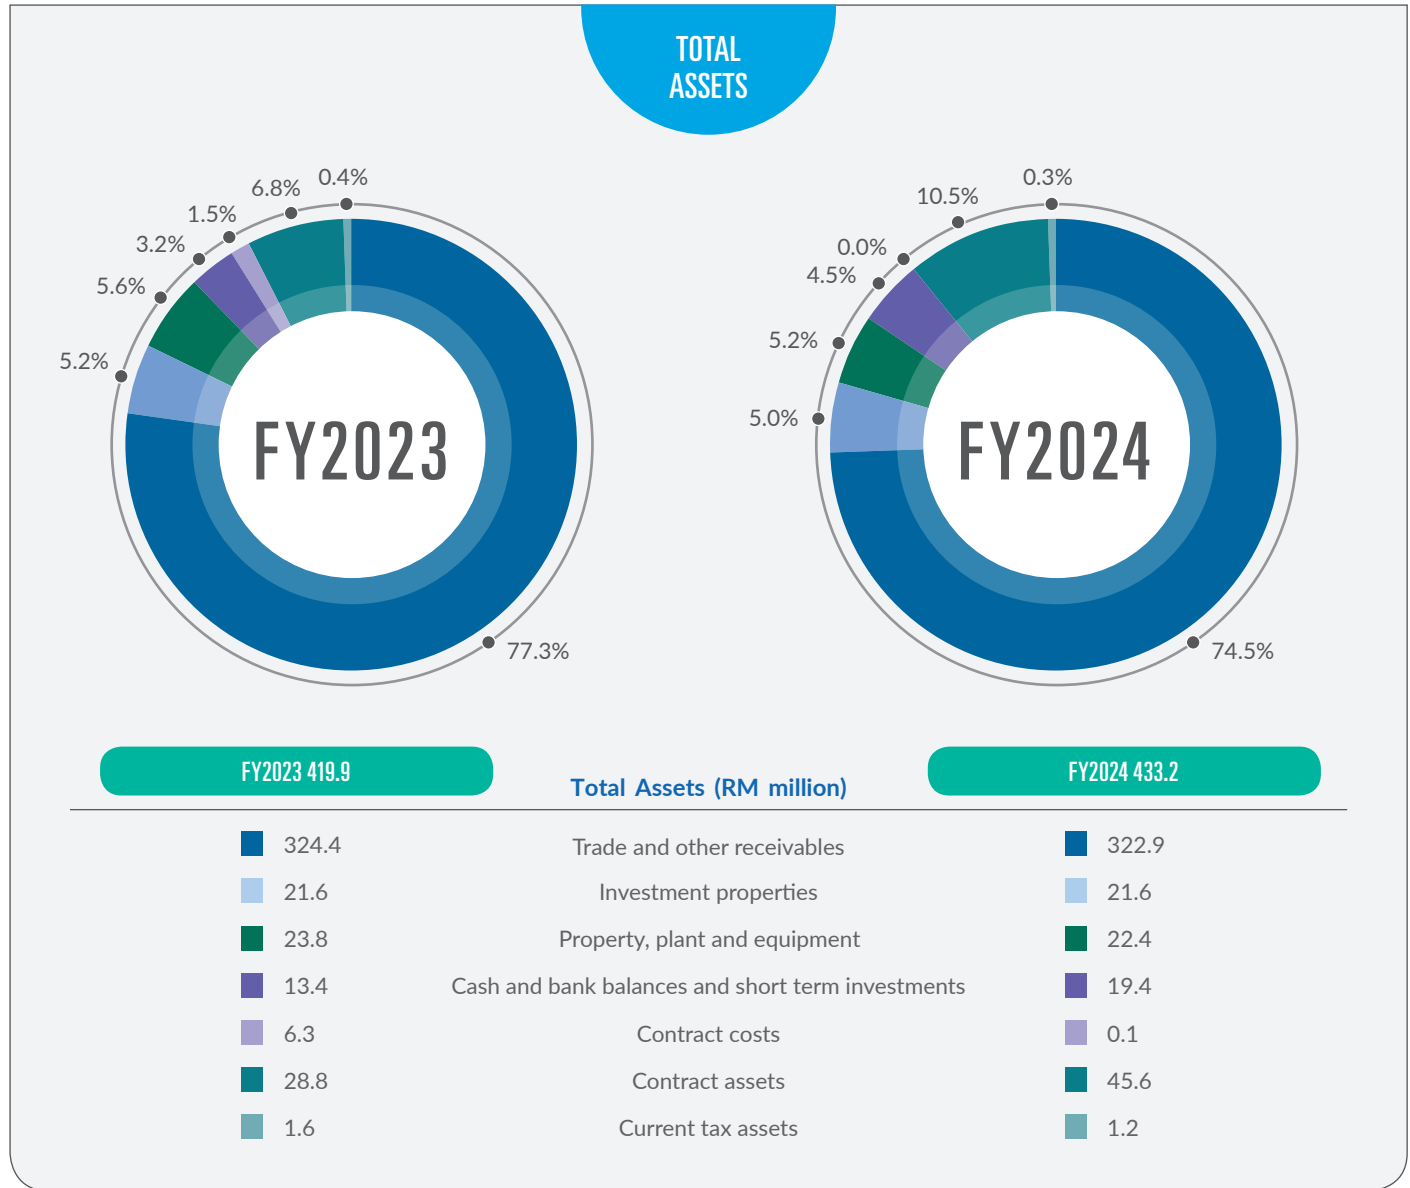 TOTAL
ASSETS
0.4%
6.8%
1.5%
3.2%
5.6%
5.2%
77.3%
FY2023
0.3%
10.5%
0.0%
4.5%
5.2%
5.0%
74.5%
FY2024
FY2023 419.9
Total Assets (RM million)
FY2024 433.2
324.4 Trade and other receivables 322.9
21.6 Investment properties 21.6
23.8 Property, plant and equipment 22.4
13.4 Cash and bank balances and short term investments 19.4
6.3 Contract costs 0.1
28.8 Contract assets 45.6
1.6 Current tax assets 1.2